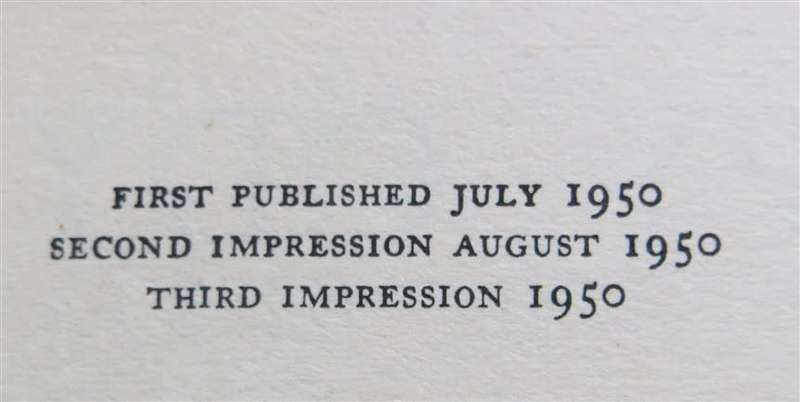 FIRST PUBLISHED JULY 1950
SECOND IMPRESSION AUGUST 1950
THIRD IMPRESSION 1950